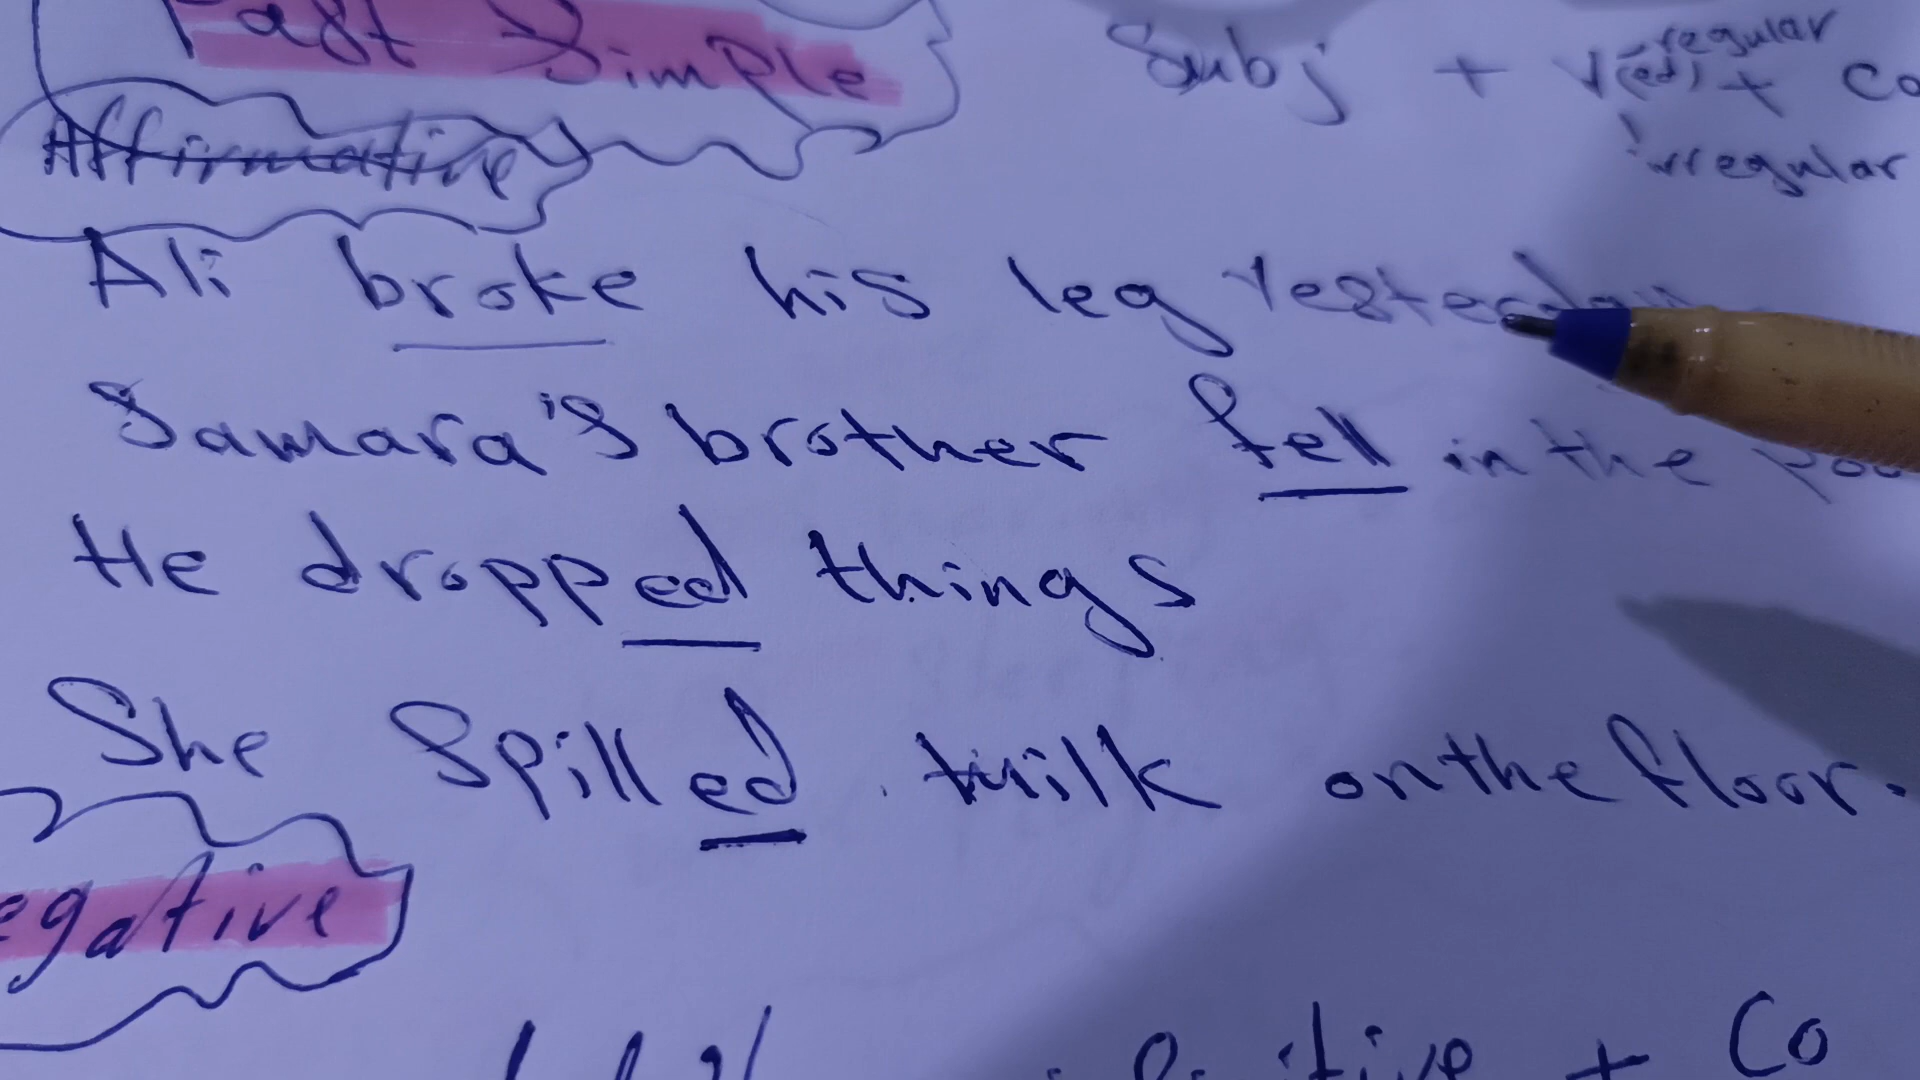 Past Simple Subj + V(ed) + Co
regular
irregular
Affirmative
Ali broke his leg Yesterday
Samara's brother fell in the
He dropped things
She Spilled milk on the floor.
egative
+ Co